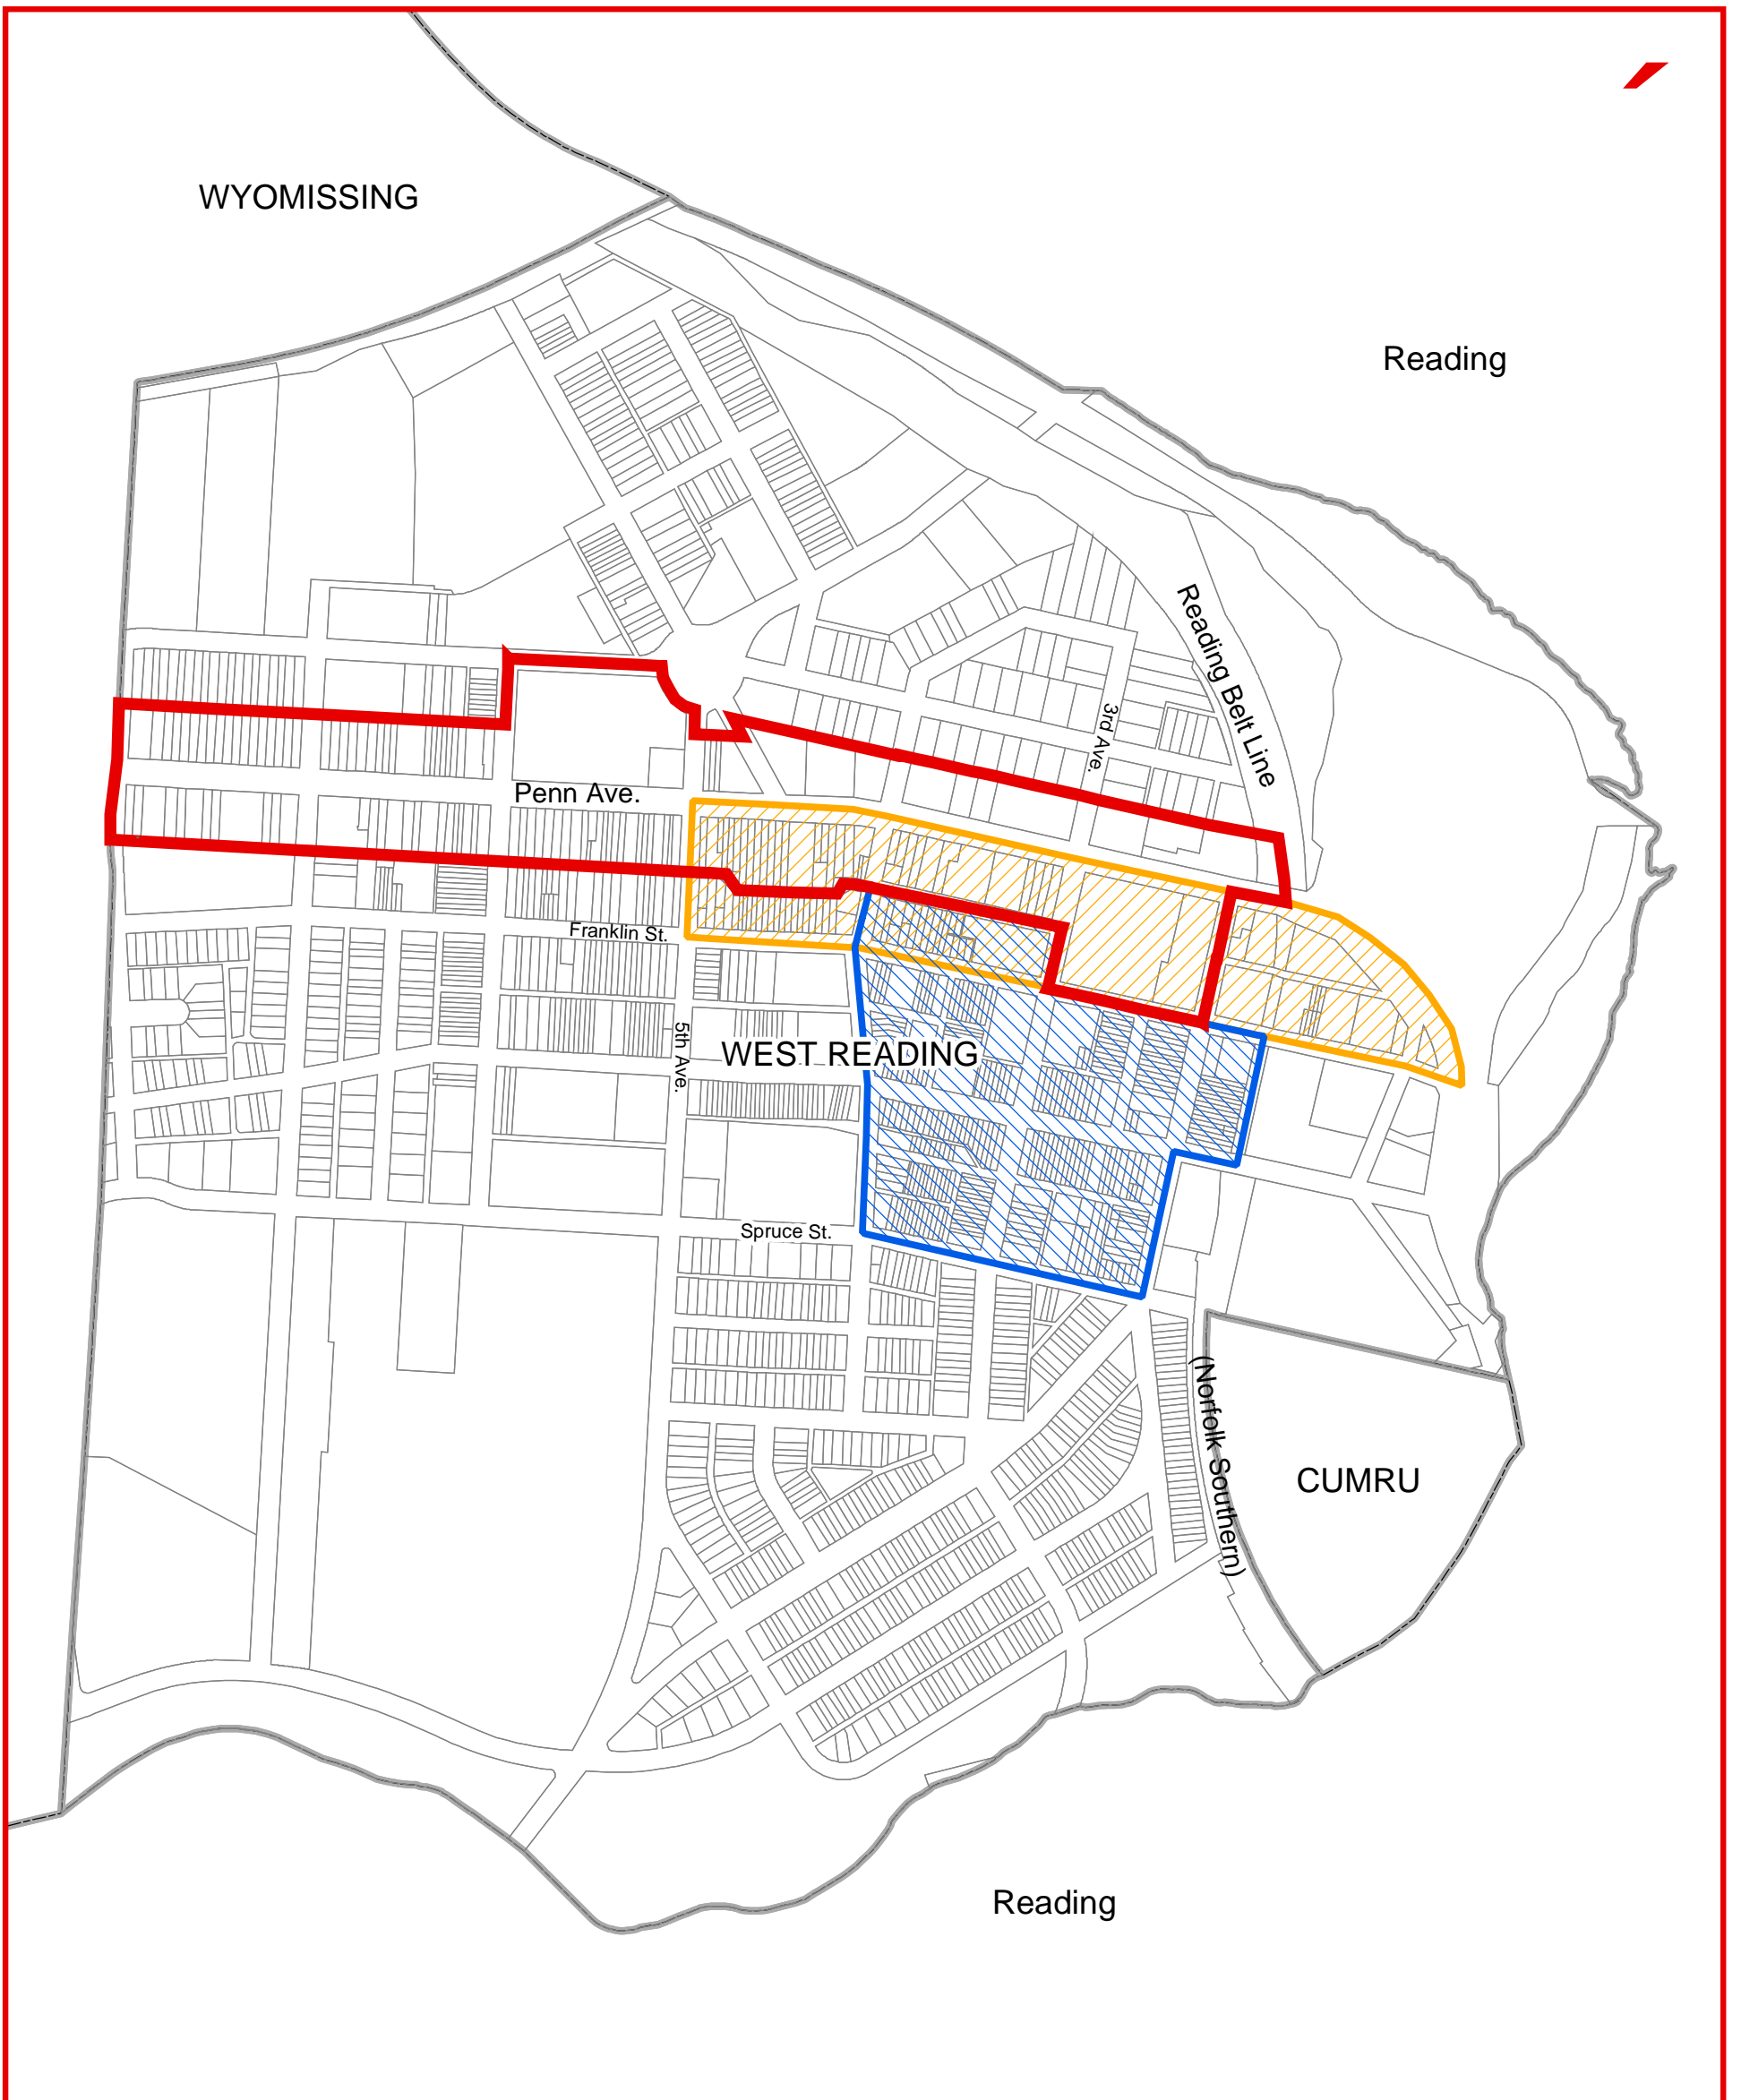 WYOMISSING
Reading
Reading Belt Line
3rd Ave.
Penn Ave.
Franklin St.
5th Ave.
WEST READING
Spruce St.
(Norfolk Southern)
CUMRU
Reading